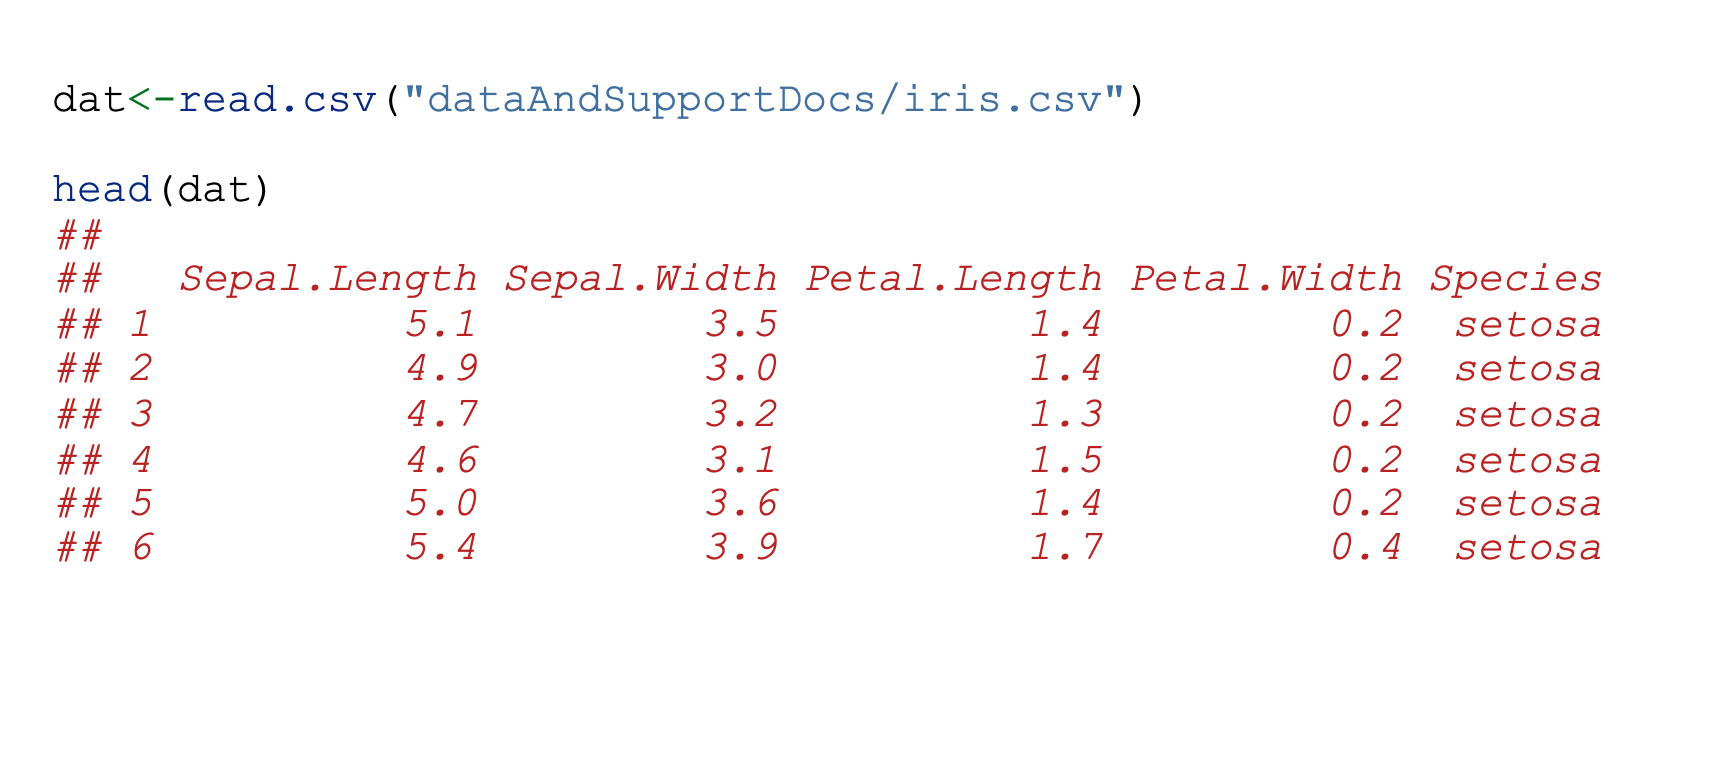 dat<-read.csv("dataAndSupportDocs/iris.csv")
head(dat)
##
##   Sepal.Length Sepal.Width Petal.Length Petal.Width Species
## 1          5.1         3.5          1.4         0.2  setosa
## 2          4.9         3.0          1.4         0.2  setosa
## 3          4.7         3.2          1.3         0.2  setosa
## 4          4.6         3.1          1.5         0.2  setosa
## 5          5.0         3.6          1.4         0.2  setosa
## 6          5.4         3.9          1.7         0.4  setosa